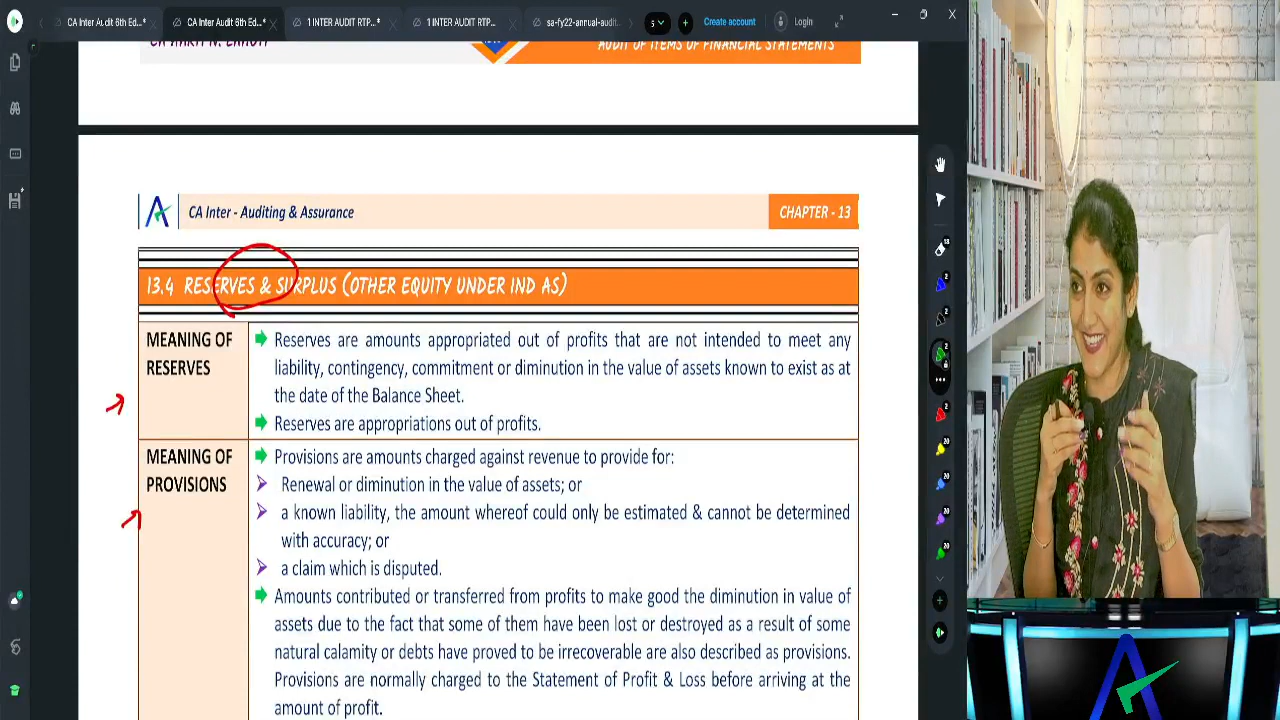 CA Inter Audit 6th Ed...*
CA Inter Audit 8th Ed...*
1 INTER AUDIT RTP...*
1 INTER AUDIT RTP...
sa-fy22-annual-audit...
5
Create account
Login
AUDIT OF ITEMS OF FINANCIAL STATEMENTS
CA Inter - Auditing & Assurance
CHAPTER - 13
13.4 RESERVES & SURPLUS (OTHER EQUITY UNDER IND AS)
MEANING OF
RESERVES
Reserves are amounts appropriated out of profits that are not intended to meet any
liability, contingency, commitment or diminution in the value of assets known to exist as at
the date of the Balance Sheet.
Reserves are appropriations out of profits.
MEANING OF
PROVISIONS
Provisions are amounts charged against revenue to provide for:
Renewal or diminution in the value of assets; or
a known liability, the amount whereof could only be estimated & cannot be determined
with accuracy; or
a claim which is disputed.
Amounts contributed or transferred from profits to make good the diminution in value of
assets due to the fact that some of them have been lost or destroyed as a result of some
natural calamity or debts have proved to be irrecoverable are also described as provisions.
Provisions are normally charged to the Statement of Profit & Loss before arriving at the
amount of profit.